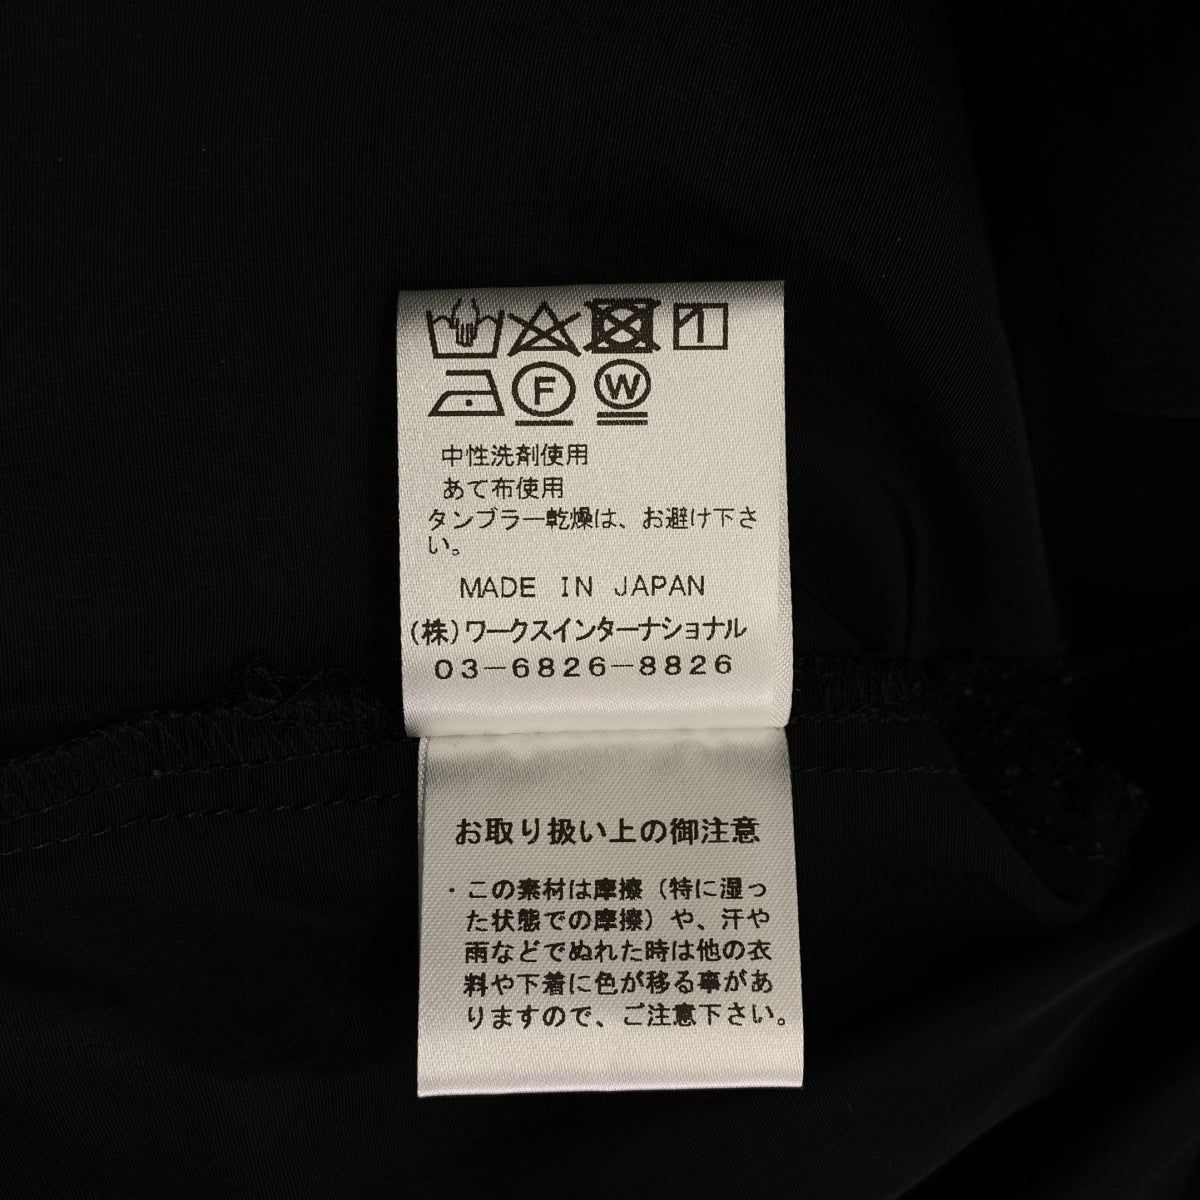 F W
中性洗剤使用
あて布使用
タンブラー乾燥は、お避け下さ
い。
MADE IN JAPAN
(株)ワークスインターナショナル
03-6826-8826
お取り扱い上の御注意
・この素材は摩擦(特に湿っ
た状態での摩擦)や、汗や
雨などでぬれた時は他の衣
料や下着に色が移る事があ
りますので、ご注意下さい。